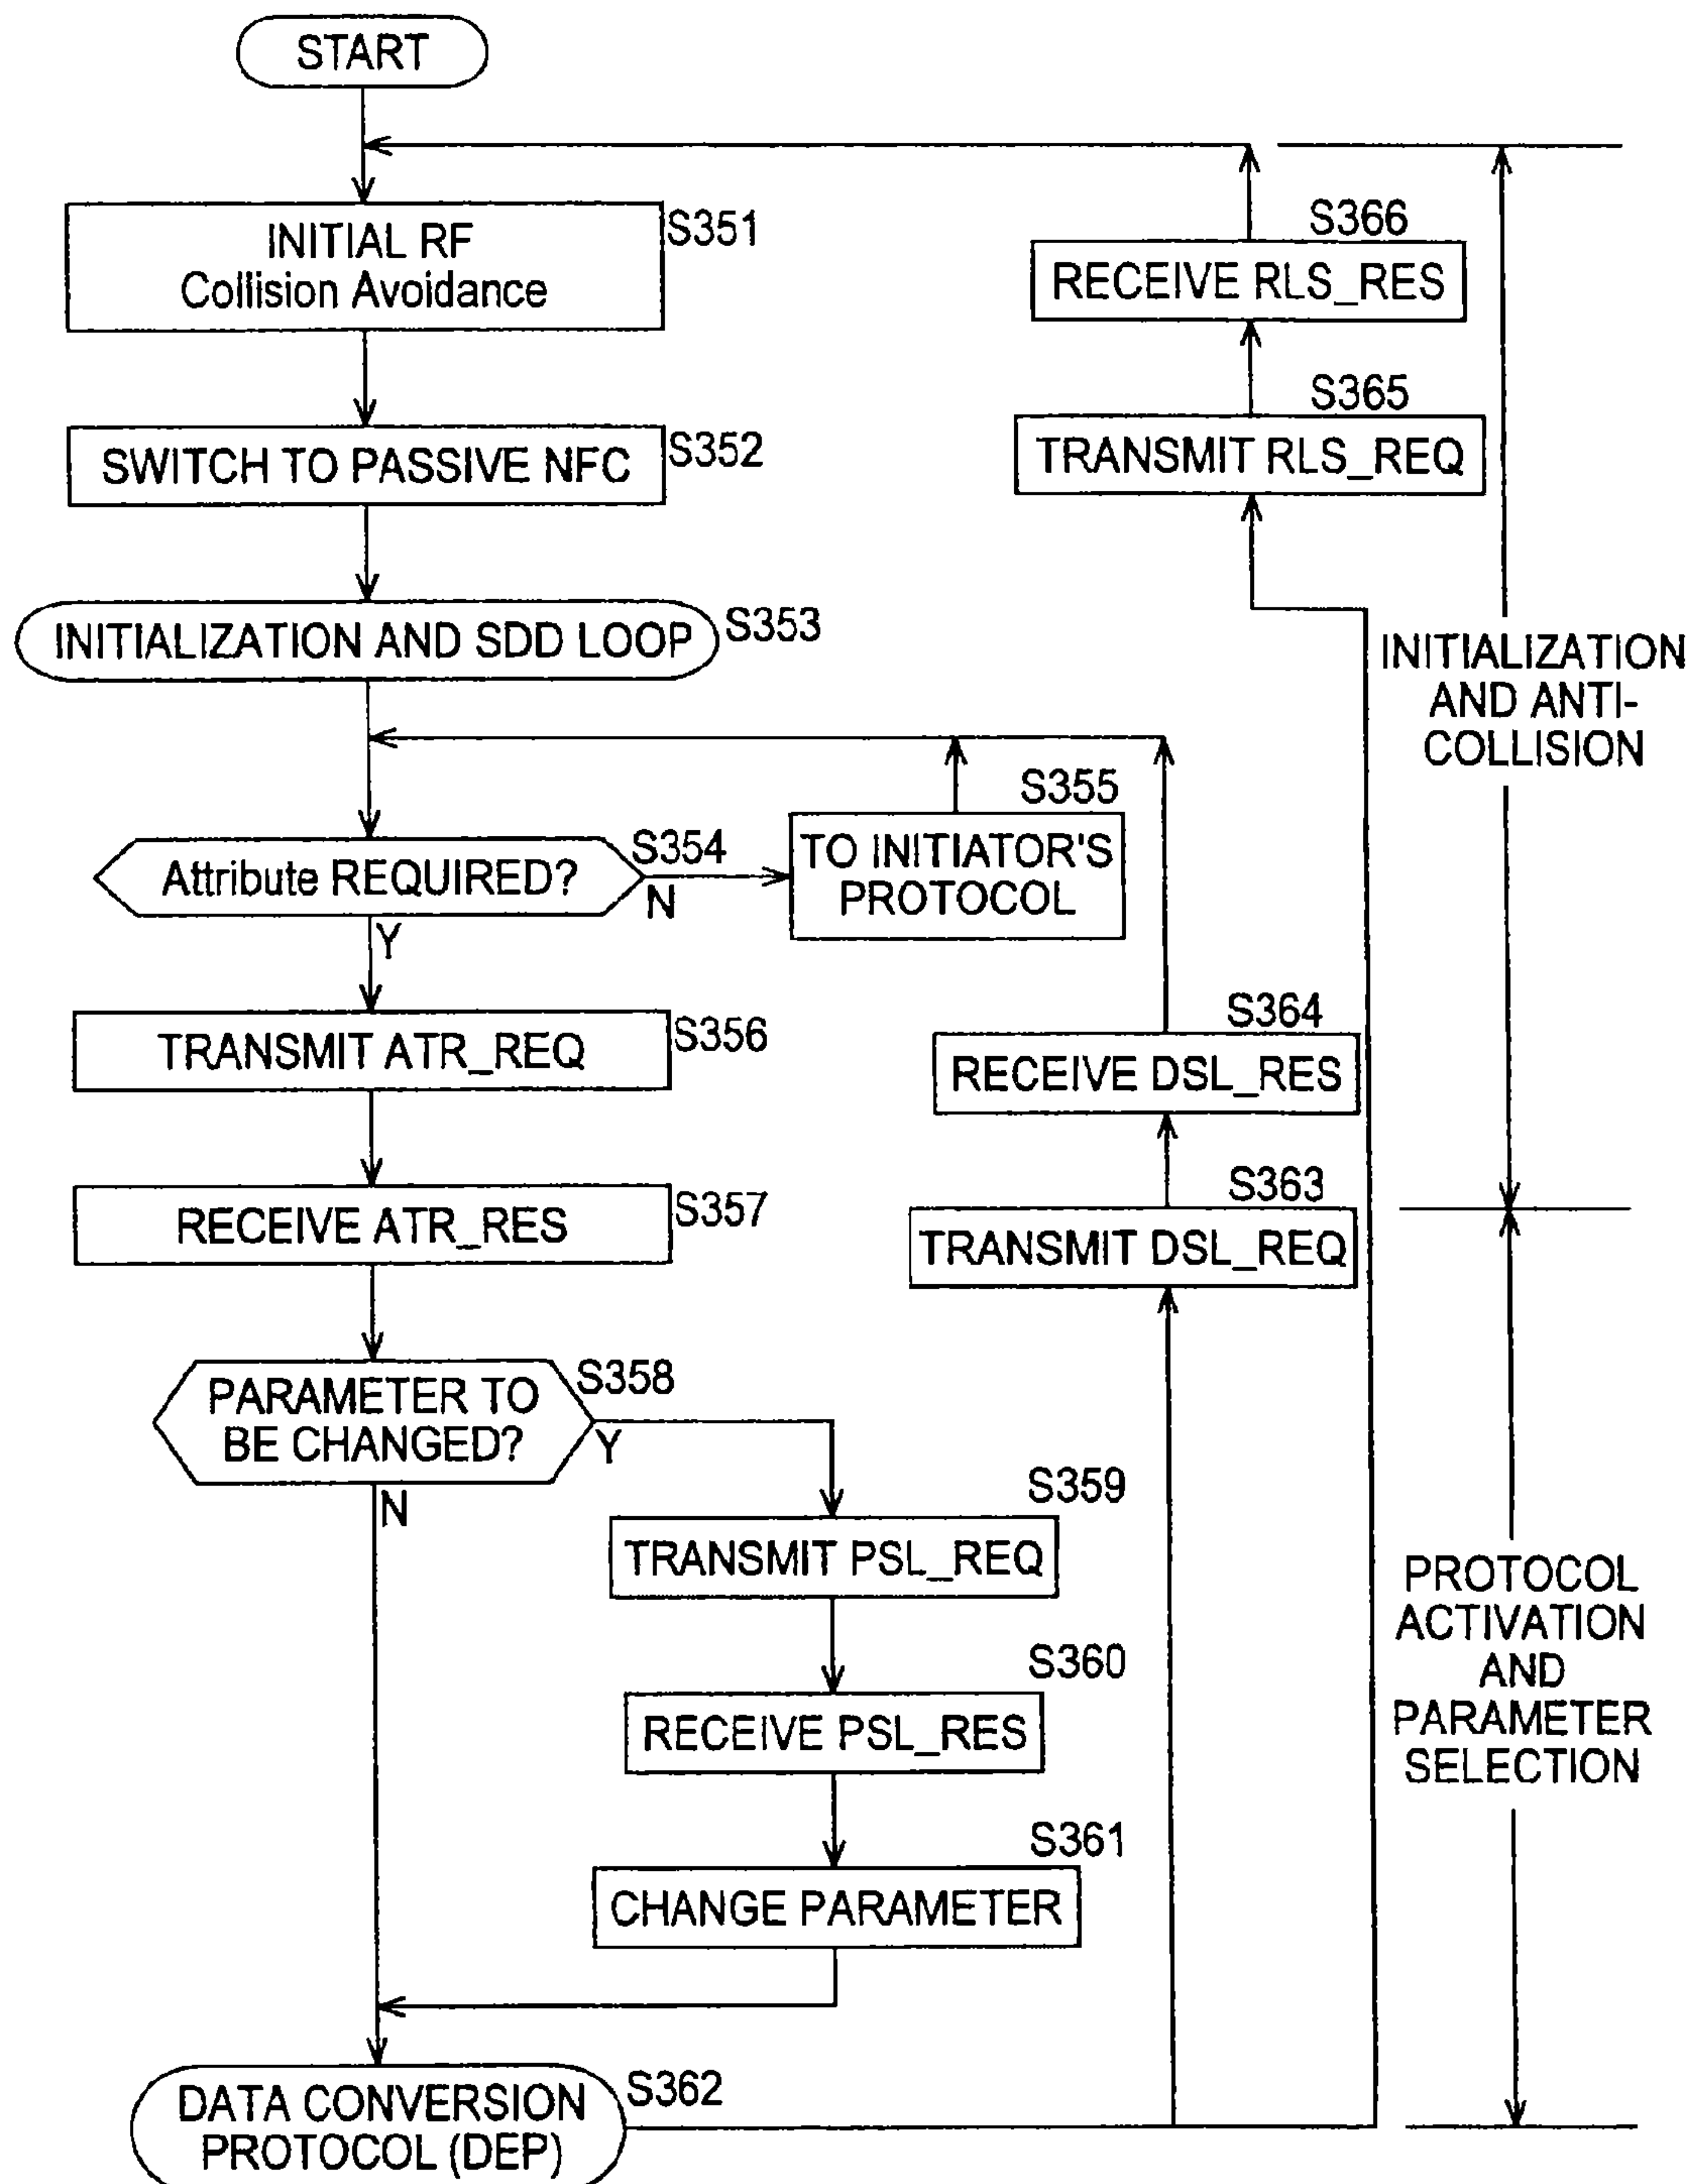 START
INITIAL RF
Collision Avoidance
S351
SWITCH TO PASSIVE NFC
S352
INITIALIZATION AND SDD LOOP
S353
Attribute REQUIRED?
S354
N
Y
TO INITIATOR'S
PROTOCOL
S355
TRANSMIT ATR_REQ
S356
RECEIVE ATR_RES
S357
PARAMETER TO
BE CHANGED?
S358
Y
N
S359
TRANSMIT PSL_REQ
S360
RECEIVE PSL_RES
S361
CHANGE PARAMETER
DATA CONVERSION
PROTOCOL (DEP)
S362
S363
TRANSMIT DSL_REQ
S364
RECEIVE DSL_RES
S365
TRANSMIT RLS_REQ
S366
RECEIVE RLS_RES
INITIALIZATION
AND ANTI-
COLLISION
PROTOCOL
ACTIVATION
AND
PARAMETER
SELECTION